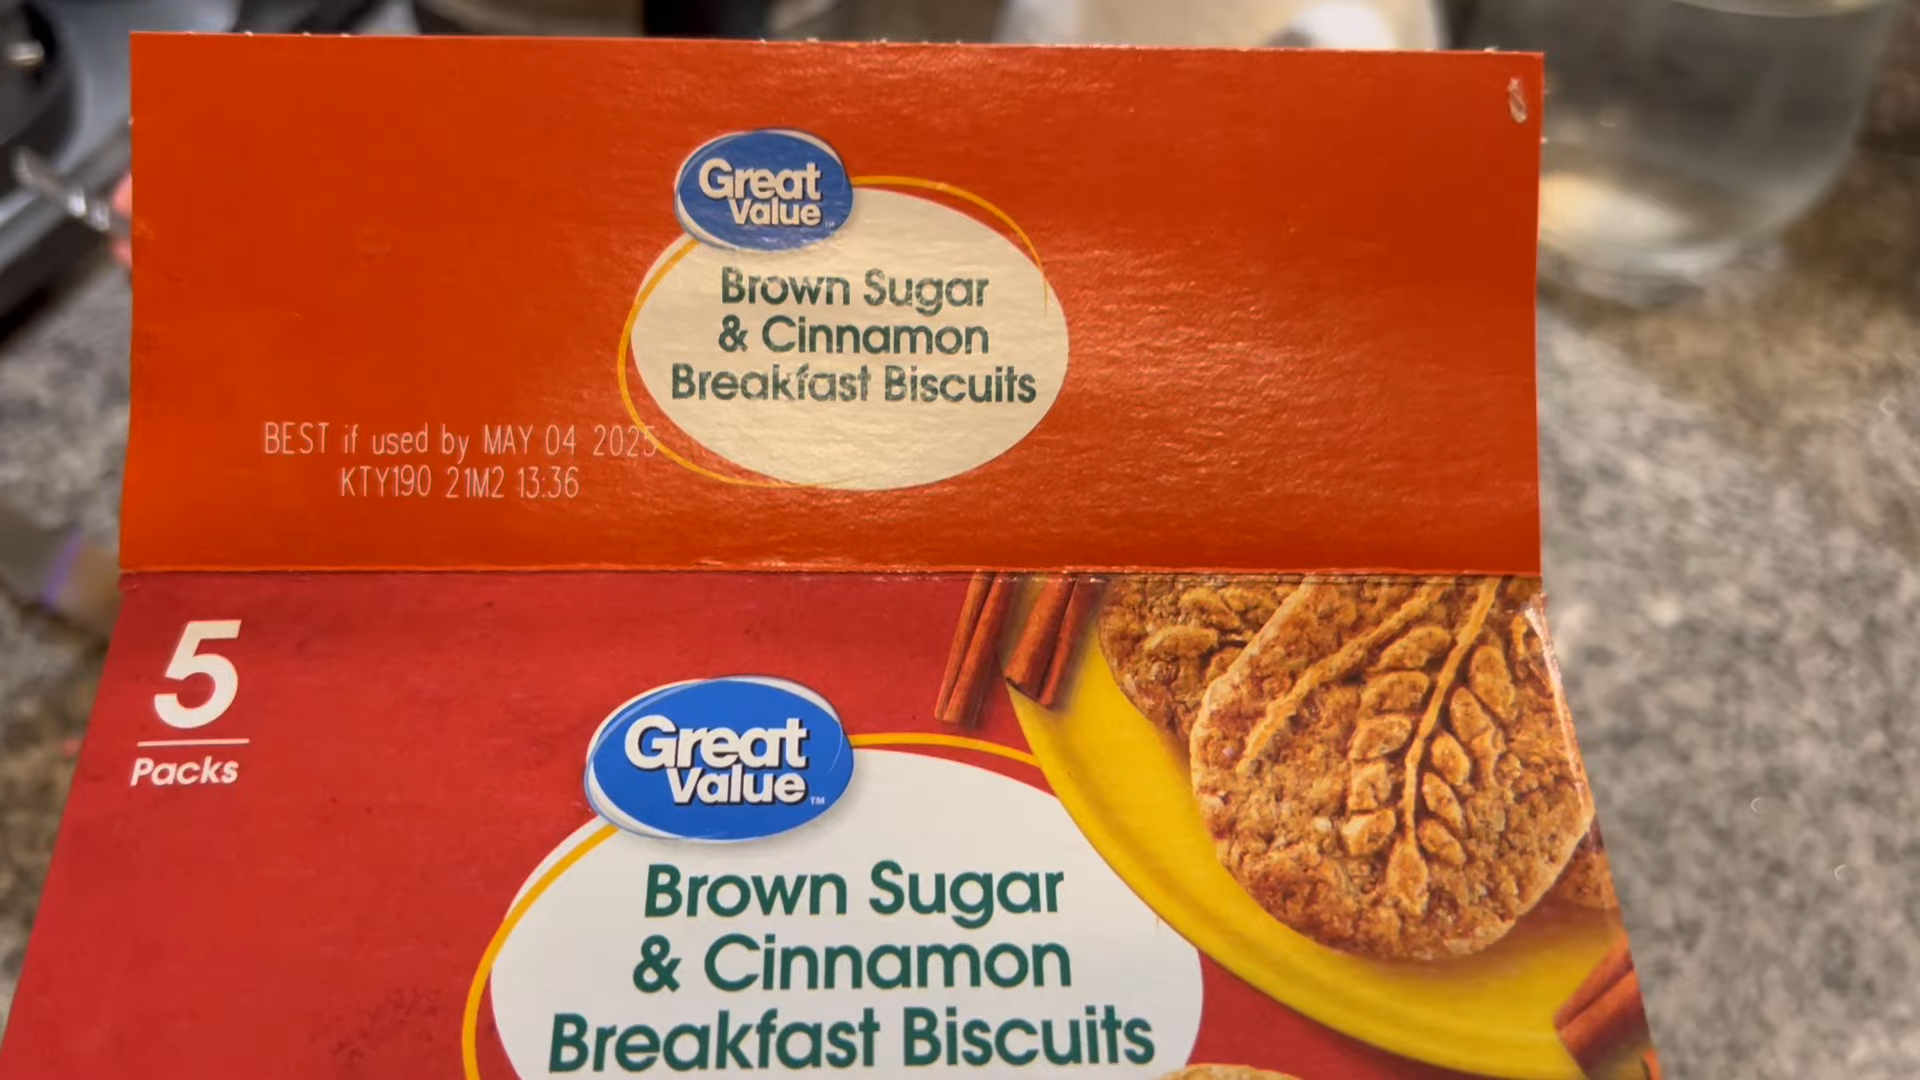 Great
Value
Brown Sugar
& Cinnamon
Breakfast Biscuits
BEST if used by MAY 04 2025
KTY190 21M2 13:36
5
Packs
Great
Value™
Brown Sugar
& Cinnamon
Breakfast Biscuits